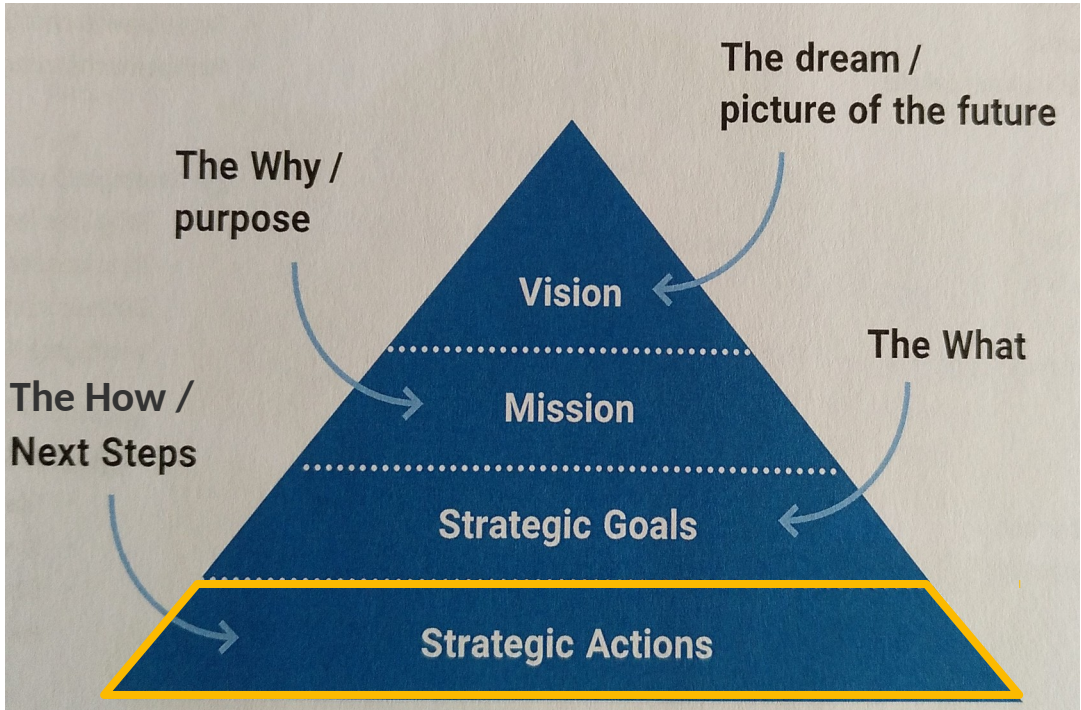 The dream /
picture of the future
The Why /
purpose
Vision
The What
Mission
The How /
Next Steps
Strategic Goals
Strategic Actions